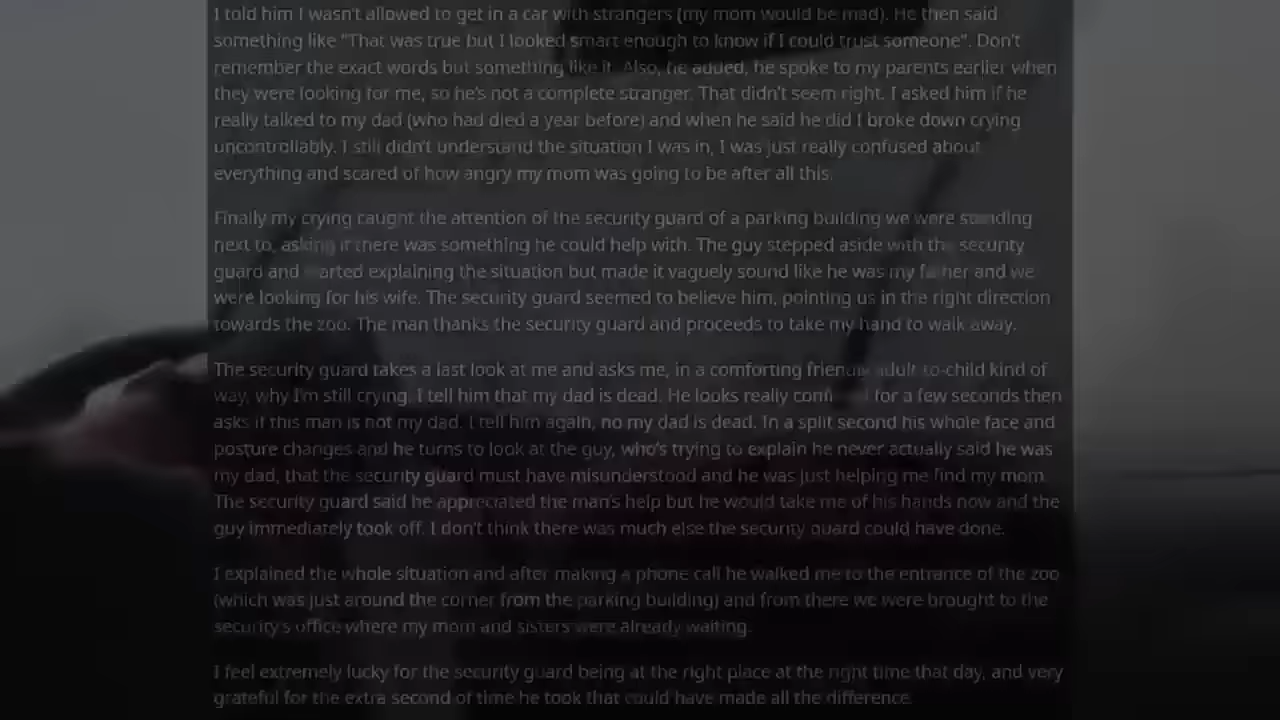 I told him I wasn't allowed to get in a car with strangers (my mom would be mad). He then said
something like "That was true but I looked smart enough to know if I could trust someone". Don't
remember the exact words but something like it. Also, he added, he spoke to my parents earlier when
they were looking for me, so he's not a complete stranger. That didn't seem right. I asked him if he
really talked to my dad (who had died a year before) and when he said he did I broke down crying
uncontrollably. I still didn't understand the situation I was in, I was just really confused about
everything and scared of how angry my mom was going to be after all this.
Finally my crying caught the attention of the security guard of a parking building we were standing
next to, asking if there was something he could help with. The guy stepped aside with the security
guard and started explaining the situation but made it vaguely sound like he was my father and we
were looking for his wife. The security guard seemed to believe him, pointing us in the right direction
towards the zoo. The man thanks the security guard and proceeds to take my hand to walk away.
The security guard takes a last look at me and asks me, in a comforting friendly adult-to-child kind of
way, why I'm still crying. I tell him that my dad is dead. He looks really for a few seconds then
asks if this man is not my dad. I tell him again, no my dad is dead. In a split second his whole face and
posture changes and he turns to look at the guy, who's trying to explain he never actually said he was
my dad, that the security guard must have misunderstood and he was just helping me find my mom.
The security guard said he appreciated the man's help but he would take me of his hands now and the
guy immediately took off. I don't think there was much else the security guard could have done.
I explained the whole situation and after making a phone call he walked me to the entrance of the zoo
(which was just around the corner from the parking building) and from there we were brought to the
security's office where my mom and sisters were already waiting.
I feel extremely lucky for the security guard being at the right place at the right time that day, and very
grateful for the extra second of time he took that could have made all the difference.